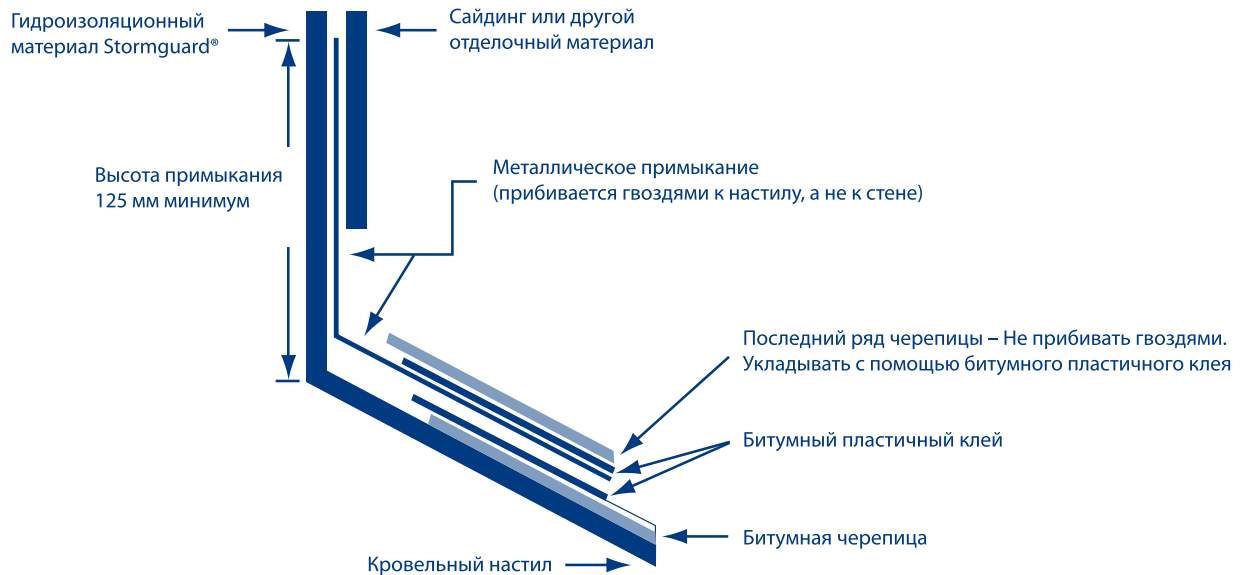 Гидроизоляционный
материал Stormguard®
Сайдинг или другой
отделочный материал
Высота примыкания
125 мм минимум
Металлическое примыкание
(прибивается гвоздями к настилу, а не к стене)
Последний ряд черепицы – Не прибивать гвоздями.
Укладывать с помощью битумного пластичного клея
Битумный пластичный клей
Битумная черепица
Кровельный настил